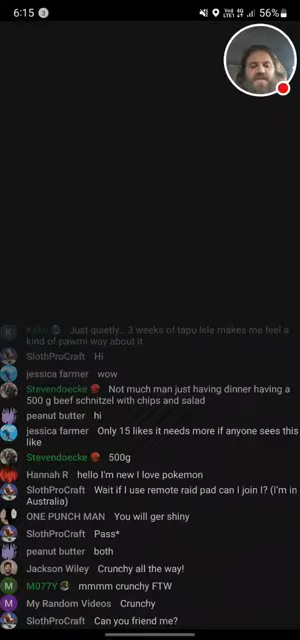 6:15 3 Vo) 4G LTE1 56%
K Kaby Just quietly.. 3 weeks of tapu lele makes me feel a
kind of pawmi way about it
SlothProCraft Hi
jessica farmer wow
Stevendoecke Not much man just having dinner having a
500 g beef schnitzel with chips and salad
peanut butter hi
jessica farmer Only 15 likes it needs more if anyone sees this
like
Stevendoecke 500g
Hannah R hello I'm new I love pokemon
SlothProCraft Wait if I use remote raid pad can I join I? (I'm in
Australia)
ONE PUNCH MAN You will ger shiny
SlothProCraft Pass*
peanut butter both
Jackson Wiley Crunchy all the way!
M M077Y mmmm crunchy FTW
M My Random Videos Crunchy
SlothProCraft Can you friend me?